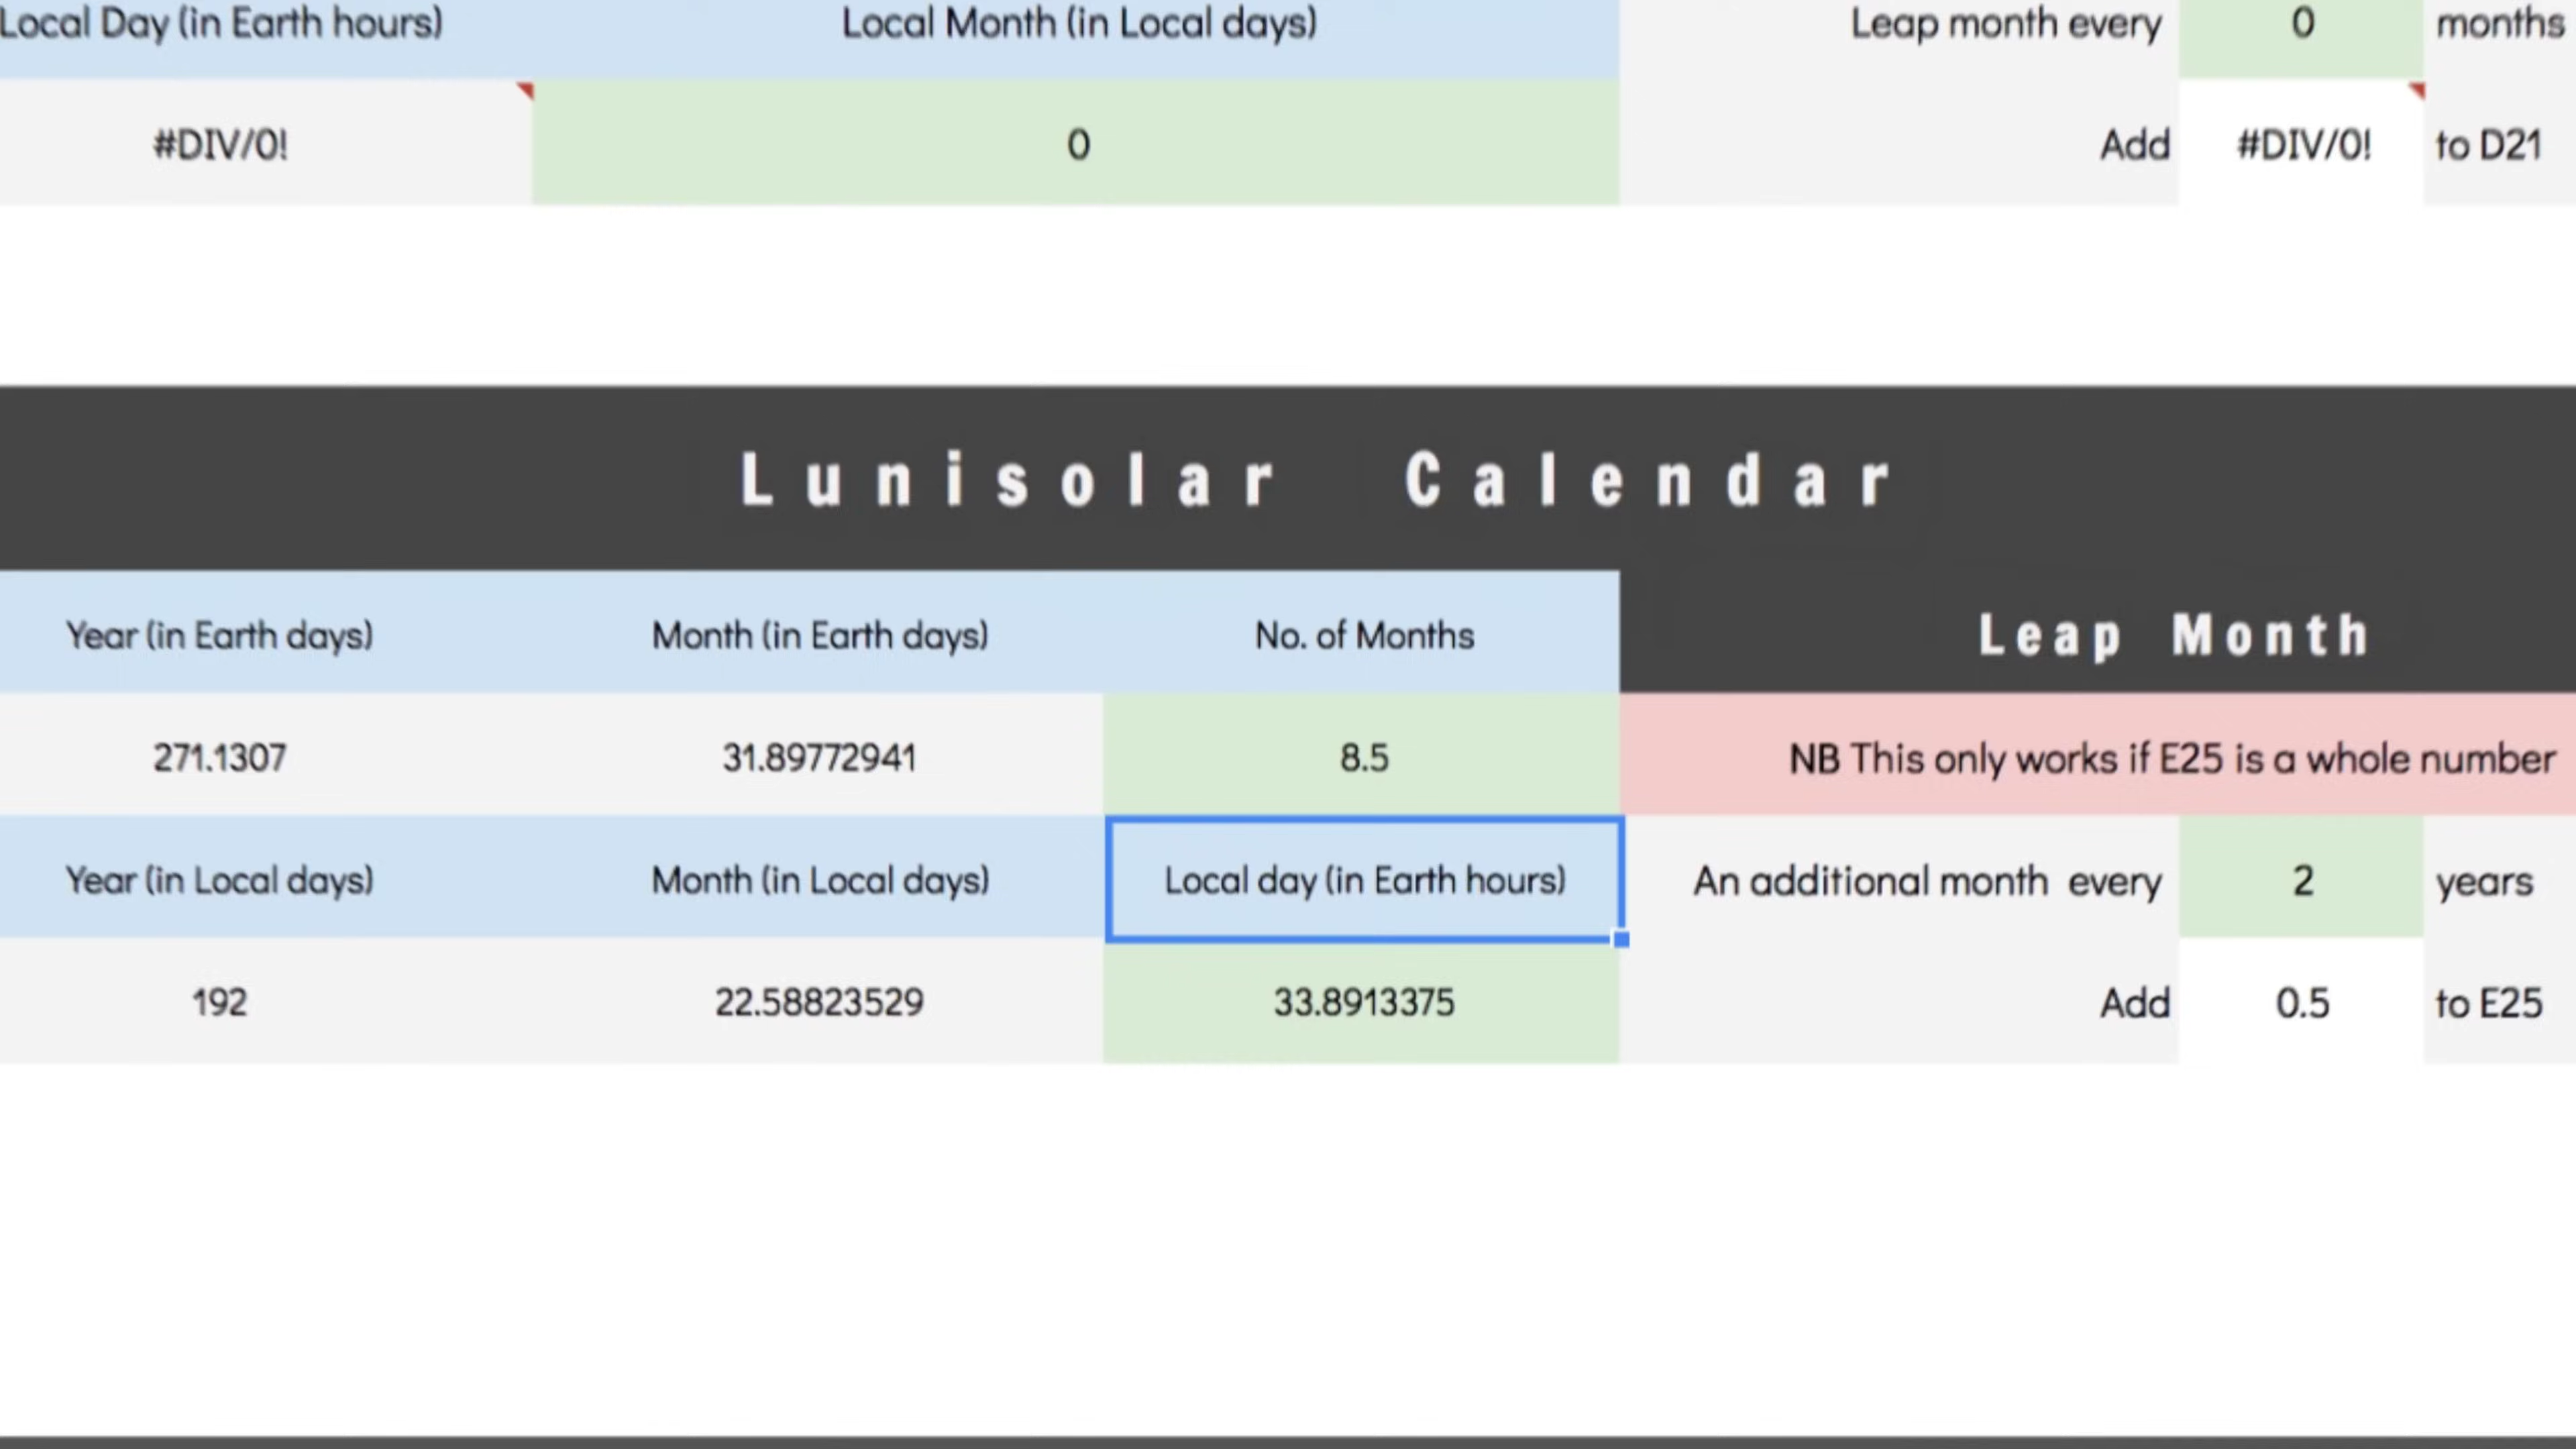 Local Day (in Earth hours) Local Month (in Local days) Leap month every 0 months
#DIV/0! 0 Add #DIV/0! to D21
Lunisolar Calendar
Year (in Earth days) Month (in Earth days) No. of Months Leap Month
271.1307 31.89772941 8.5 NB This only works if E25 is a whole number
Year (in Local days) Month (in Local days) Local day (in Earth hours) An additional month every 2 years
192 22.58823529 33.8913375 Add 0.5 to E25